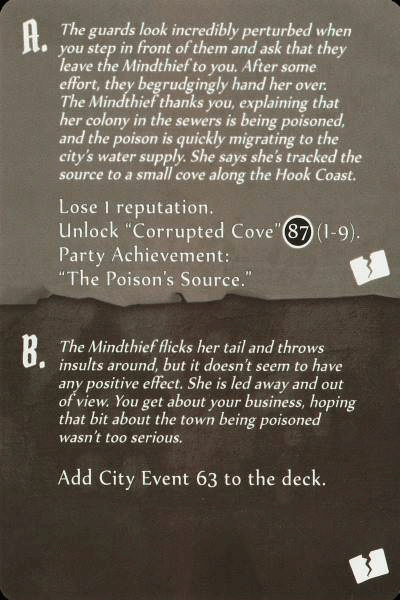 A. The guards look incredibly perturbed when
you step in front of them and ask that they
leave the Mindthief to you. After some
effort, they begrudgingly hand her over.
The Mindthief thanks you, explaining that
her colony in the sewers is being poisoned,
and the poison is quickly migrating to the
city's water supply. She says she's tracked the
source to a small cove along the Hook Coast.
Lose 1 reputation.
Unlock “Corrupted Cove” 87 (I-9).
Party Achievement:
“The Poison's Source.”
B. The Mindthief flicks her tail and throws
insults around, but it doesn't seem to have
any positive effect. She is led away and out
of view. You get about your business, hoping
that bit about the town being poisoned
wasn't too serious.
Add City Event 63 to the deck.